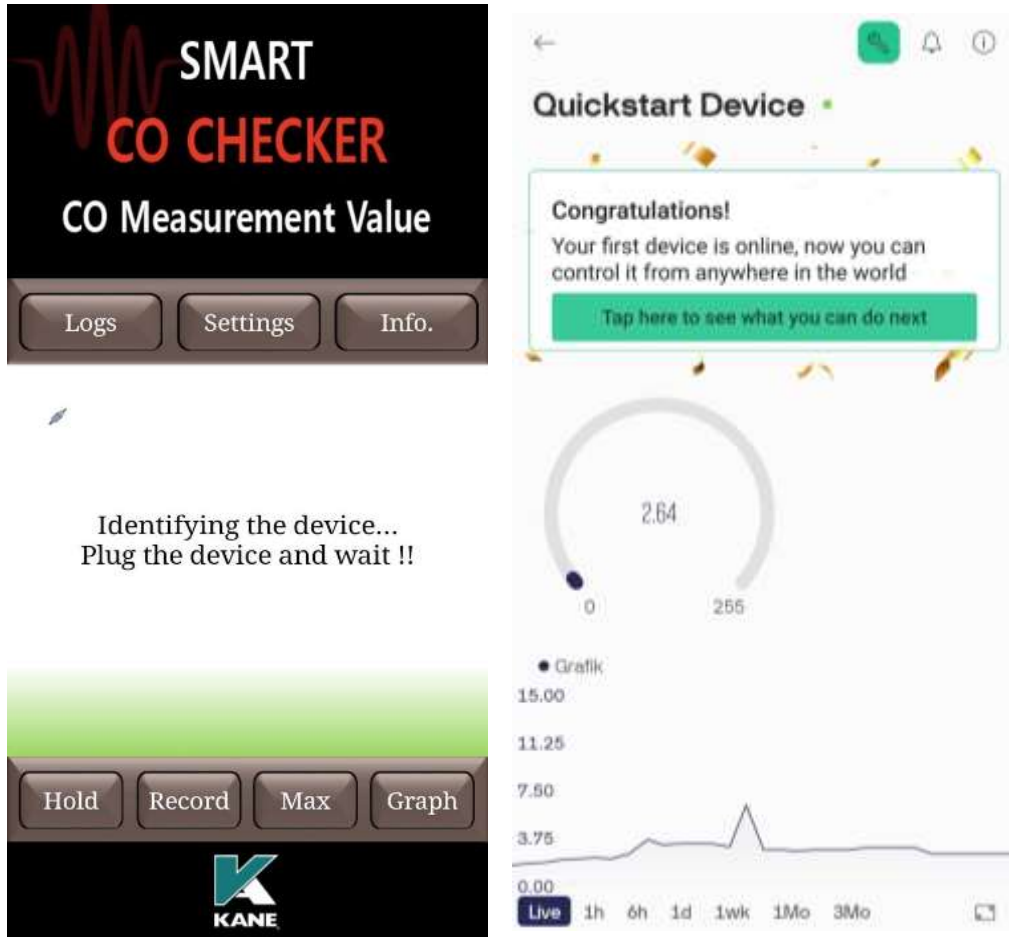 SMART
CO CHECKER
CO Measurement Value
Logs Settings Info.
Identifying the device...
Plug the device and wait !!
Hold Record Max Graph
KANE
Quickstart Device
Congratulations!
Your first device is online, now you can
control it from anywhere in the world
Tap here to see what you can do next
2.64
0 255
Grafik
15.00
11.25
7.50
3.75
0.00
Live 1h 6h 1d 1wk 1Mo 3Mo